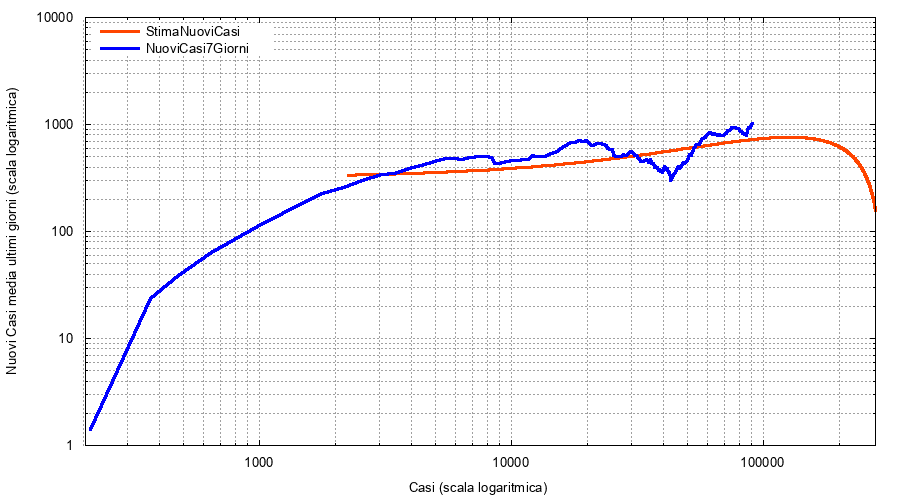 10000
1000
100
10
1
StimaNuoviCasi
NuoviCasi7Giorni
Nuovi Casi media ultimi giorni (scala logaritmica)
1000 10000 100000
Casi (scala logaritmica)